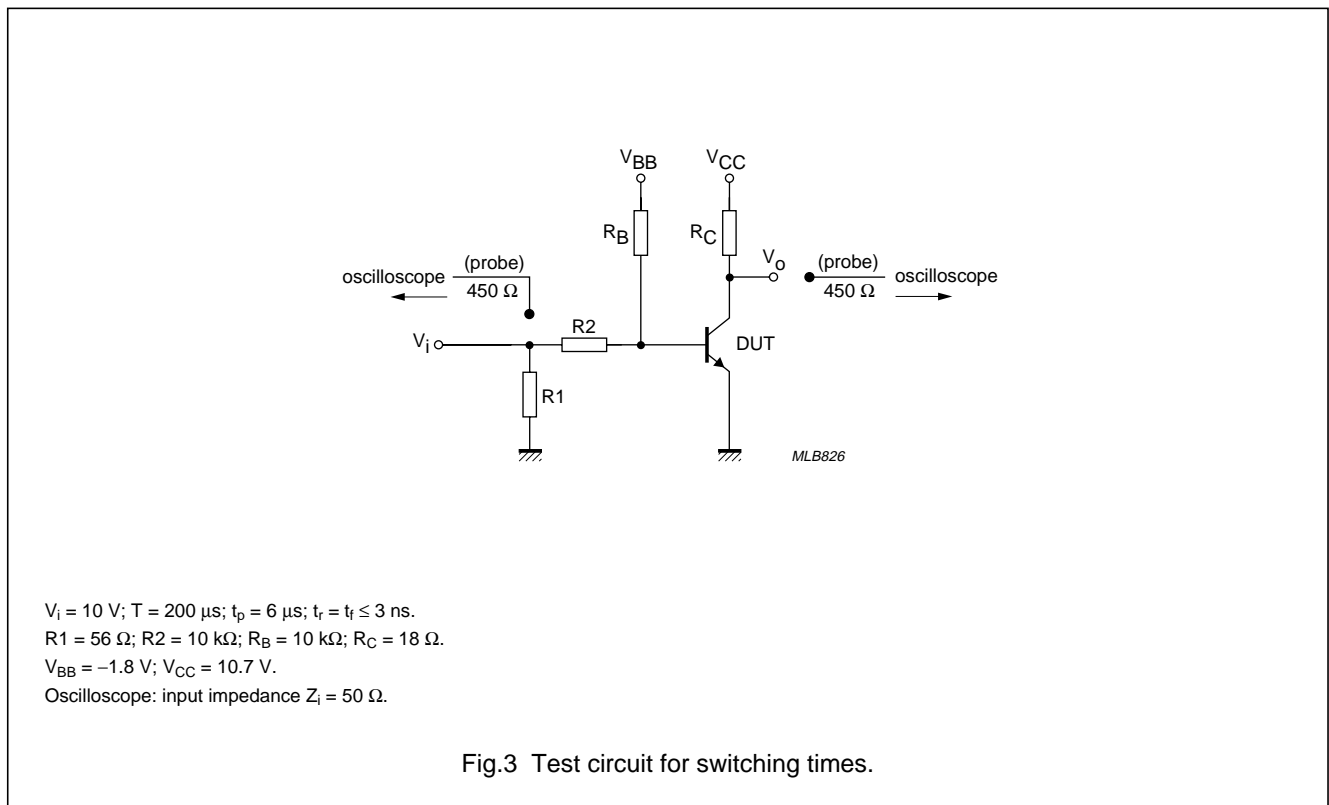 V_BB V_CC
R_B R_C
V_o
oscilloscope (probe) 450 Ω
(probe) 450 Ω oscilloscope
V_i R2 DUT
R1
MLB826
V_i = 10 V; T = 200 μs; t_p = 6 μs; t_r = t_f ≤ 3 ns.
R1 = 56 Ω; R2 = 10 kΩ; R_B = 10 kΩ; R_C = 18 Ω.
V_BB = −1.8 V; V_CC = 10.7 V.
Oscilloscope: input impedance Z_i = 50 Ω.
Fig.3 Test circuit for switching times.